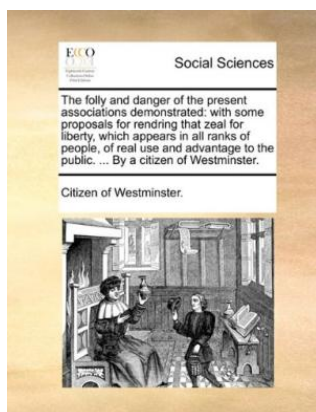 ECCO
Social Sciences
The folly and danger of the present
associations demonstrated: with some
proposals for rendring that zeal for
liberty, which appears in all ranks of
people, of real use and advantage to the
public. ... By a citizen of Westminster.
Citizen of Westminster.